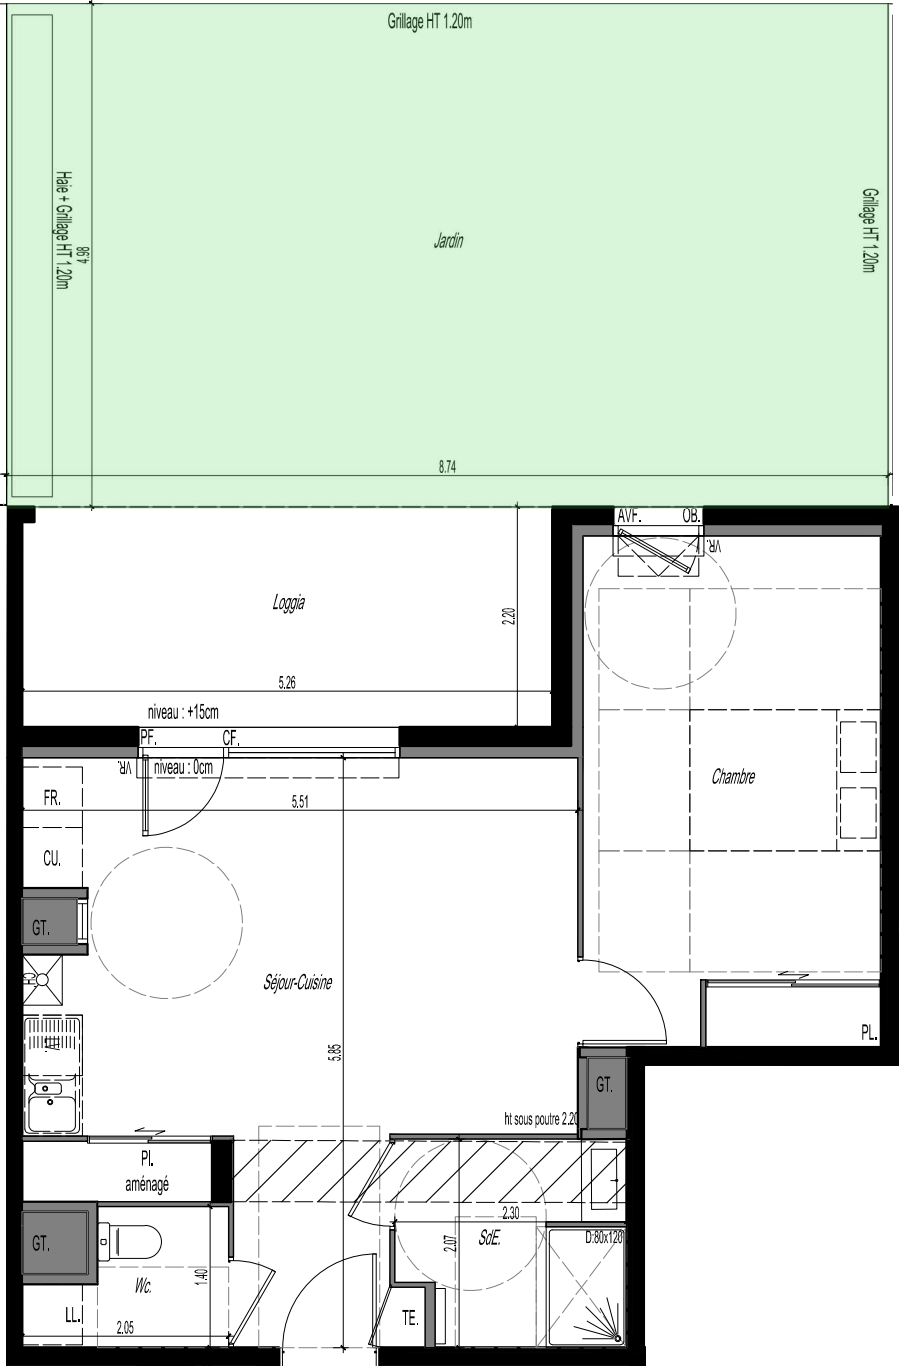 Grillage HT 1.20m
Haie + Grillage HT 1.20m
4.98
Jardin
Grillage HT 1.20m
8.74
AVF. OB.
VR.
Loggia
2.20
5.26
niveau : +15cm
PF. CF.
VR.
niveau : 0cm
5.51
FR.
CU.
GT.
Chambre
Séjour-Cuisine
5.85
PL.
GT.
ht sous poutre 2.20
Pl.
aménagé
2.30
SdE.
2.07
D:80x120
GT.
Wc.
1.40
LL.
2.05
TE.